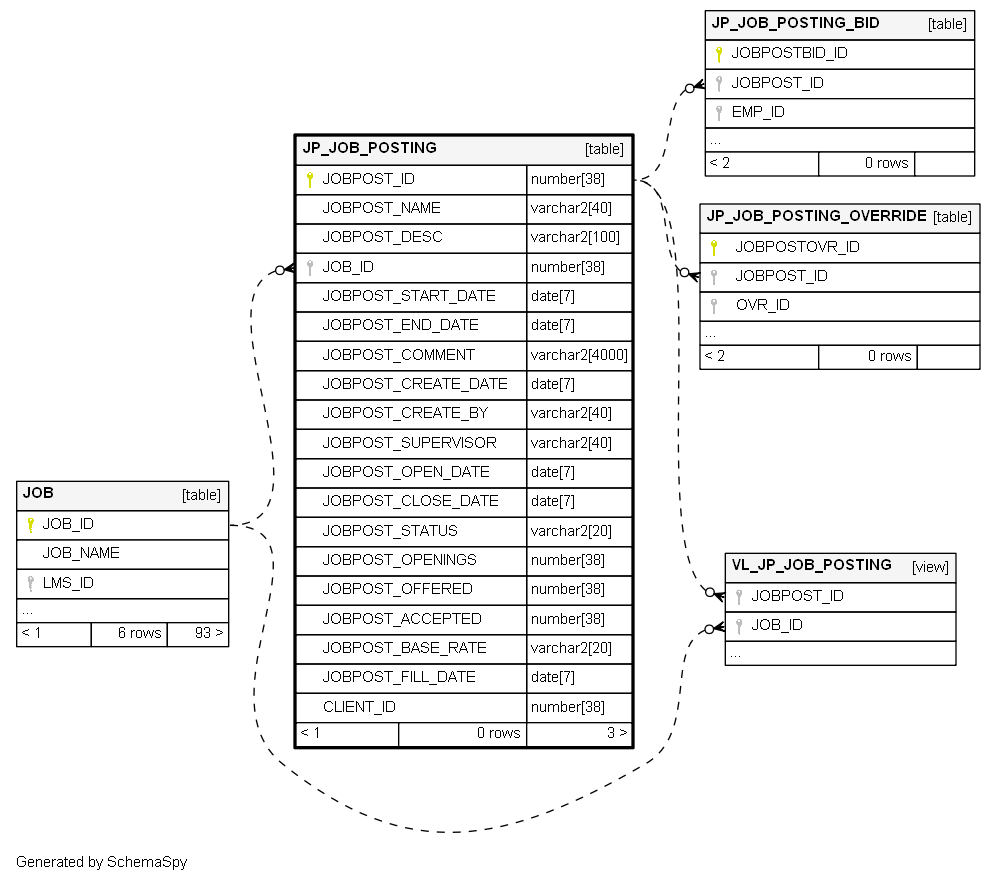 JP_JOB_POSTING_BID [table]
JOBPOSTBID_ID
JOBPOST_ID
EMP_ID
...
< 2 0 rows
JP_JOB_POSTING [table]
JOBPOST_ID number[38]
JOBPOST_NAME varchar2[40]
JOBPOST_DESC varchar2[100]
JOB_ID number[38]
JOBPOST_START_DATE date[7]
JOBPOST_END_DATE date[7]
JOBPOST_COMMENT varchar2[4000]
JOBPOST_CREATE_DATE date[7]
JOBPOST_CREATE_BY varchar2[40]
JOBPOST_SUPERVISOR varchar2[40]
JOBPOST_OPEN_DATE date[7]
JOBPOST_CLOSE_DATE date[7]
JOBPOST_STATUS varchar2[20]
JOBPOST_OPENINGS number[38]
JOBPOST_OFFERED number[38]
JOBPOST_ACCEPTED number[38]
JOBPOST_BASE_RATE varchar2[20]
JOBPOST_FILL_DATE date[7]
CLIENT_ID number[38]
< 1 0 rows 3 >
JP_JOB_POSTING_OVERRIDE [table]
JOBPOSTOVR_ID
JOBPOST_ID
OVR_ID
...
< 2 0 rows
JOB [table]
JOB_ID
JOB_NAME
LMS_ID
...
< 1 6 rows 93 >
VL_JP_JOB_POSTING [view]
JOBPOST_ID
JOB_ID
...
Generated by SchemaSpy